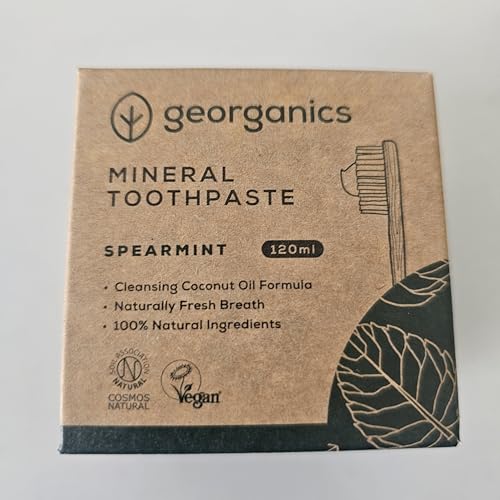 georganics
MINERAL
TOOTHPASTE
SPEARMINT 120ml
• Cleansing Coconut Oil Formula
• Naturally Fresh Breath
• 100% Natural Ingredients
SOIL ASSOCIATION
NATURAL
COSMOS
NATURAL
Vegan